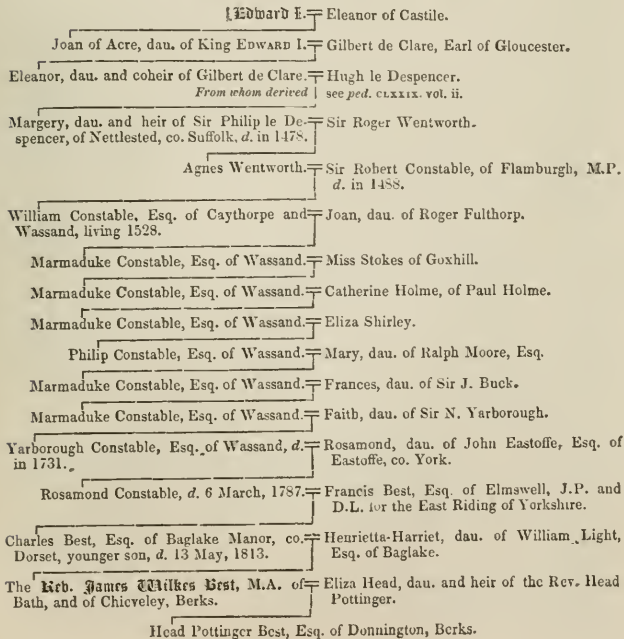 Edward I.= Eleanor of Castile.
Joan of Acre, dau. of King EDWARD I.= Gilbert de Clare, Earl of Gloucester.
Eleanor, dau. and coheir of Gilbert de Clare.= Hugh le Despencer.
From whom derived see ped. CLXXIX. vol. ii.
Margery, dau. and heir of Sir Philip le De-= Sir Roger Wentworth.
spencer, of Nettlested, co. Suffolk, d. in 1478.
Agnes Wentworth.= Sir Robert Constable, of Flamburgh, M.P.
d. in 1488.
William Constable, Esq. of Caythorpe and= Joan, dau. of Roger Fulthorp.
Wassand, living 1528.
Marmaduke Constable, Esq. of Wassand.= Miss Stokes of Goxhill.
Marmaduke Constable, Esq. of Wassand.= Catherine Holme, of Paul Holme.
Marmaduke Constable, Esq. of Wassand.= Eliza Shirley.
Philip Constable, Esq. of Wassand.= Mary, dau. of Ralph Moore, Esq.
Marmaduke Constable, Esq. of Wassand.= Frances, dau. of Sir J. Buck.
Marmaduke Constable, Esq. of Wassand.= Faith, dau. of Sir N. Yarborough.
Yarborough Constable, Esq. of Wassand, d.= Rosamond, dau. of John Eastoffe, Esq. of
in 1731. Eastoffe, co. York.
Rosamond Constable, d. 6 March, 1787.= Francis Best, Esq. of Elmswell, J.P. and
D.L. for the East Riding of Yorkshire.
Charles Best, Esq. of Baglake Manor, co.= Henrietta-Harriet, dau. of William Light,
Dorset, younger son, d. 13 May, 1813. Esq. of Baglake.
The Rev. James Wilkes Best, M.A. of= Eliza Head, dau. and heir of the Rev. Head
Bath, and of Chieveley, Berks. Pottinger.
Head Pottinger Best, Esq. of Donnington, Berks.